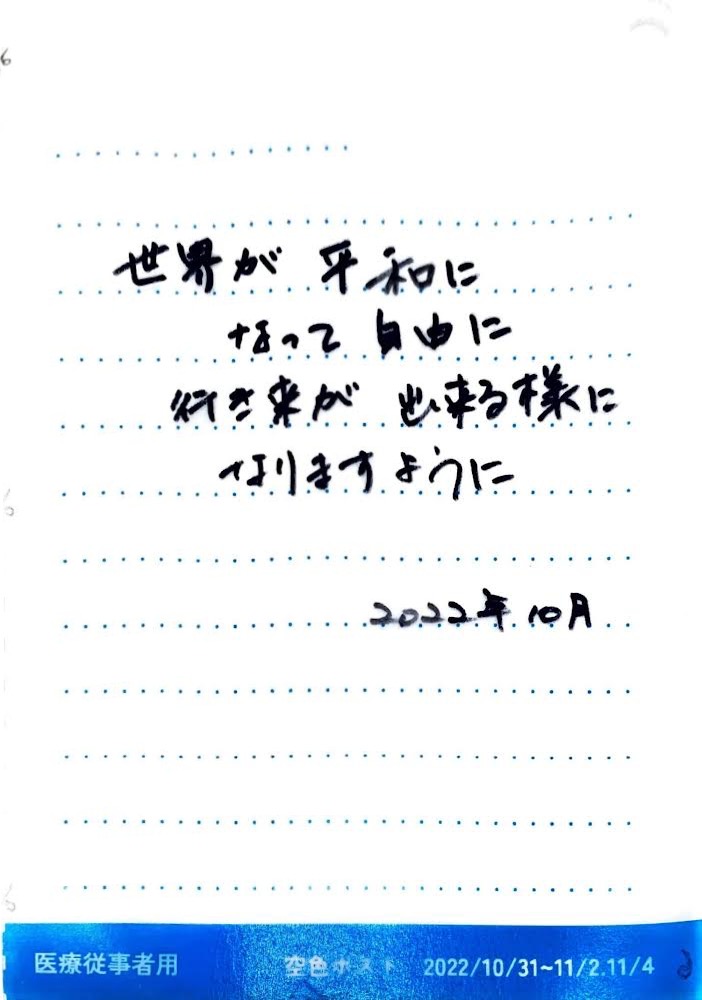 世界が 平和に
なって 自由に
行き来が 出来る様に
なりますように
2022年10月
医療従事者用 空色ポスト 2022/10/31~11/2.11/4